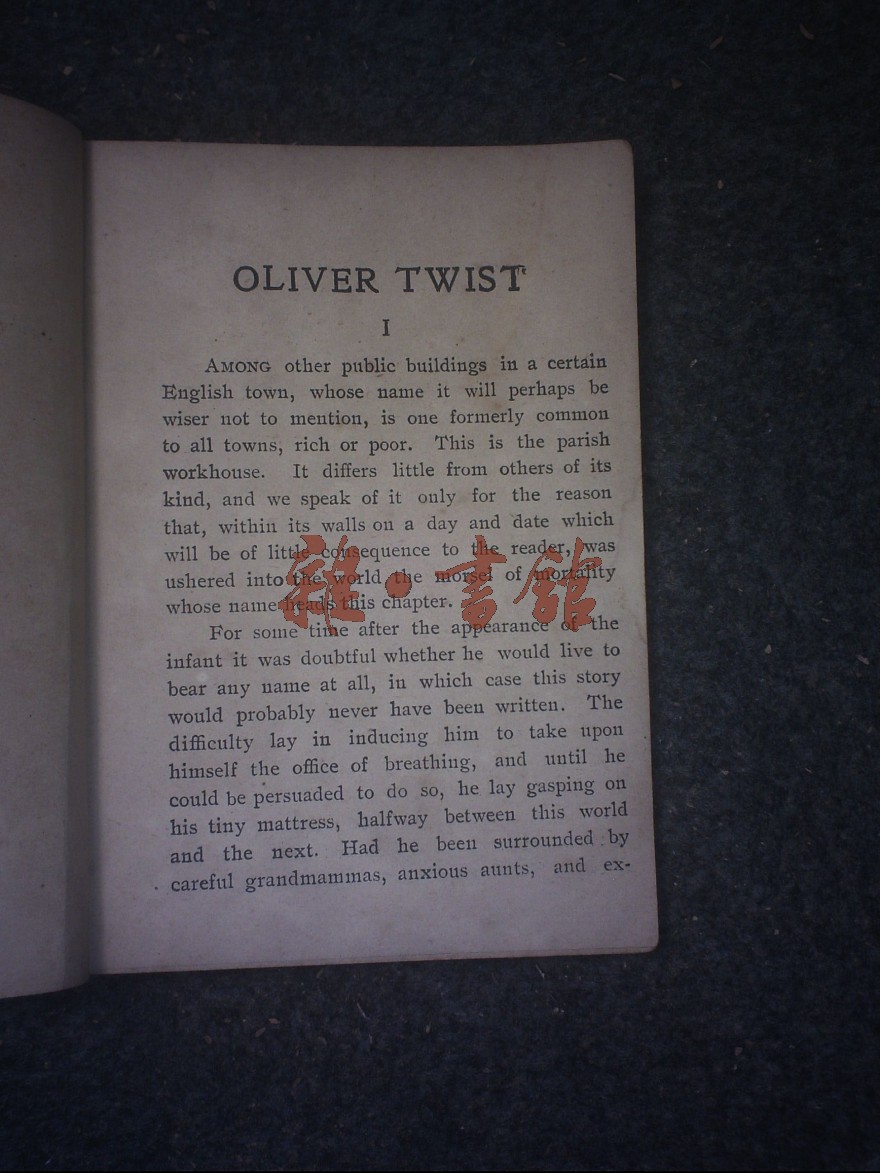 OLIVER TWIST
I
AMONG other public buildings in a certain
English town, whose name it will perhaps be
wiser not to mention, is one formerly common
to all towns, rich or poor. This is the parish
workhouse. It differs little from others of its
kind, and we speak of it only for the reason
that, within its walls on a day and date which
will be of little consequence to the reader, was
ushered into the world the morsel of mortality
whose name heads this chapter.
雜·書館
For some time after the appearance of the
infant it was doubtful whether he would live to
bear any name at all, in which case this story
would probably never have been written. The
difficulty lay in inducing him to take upon
himself the office of breathing, and until he
could be persuaded to do so, he lay gasping on
his tiny mattress, halfway between this world
and the next. Had he been surrounded by
careful grandmammas, anxious aunts, and ex-